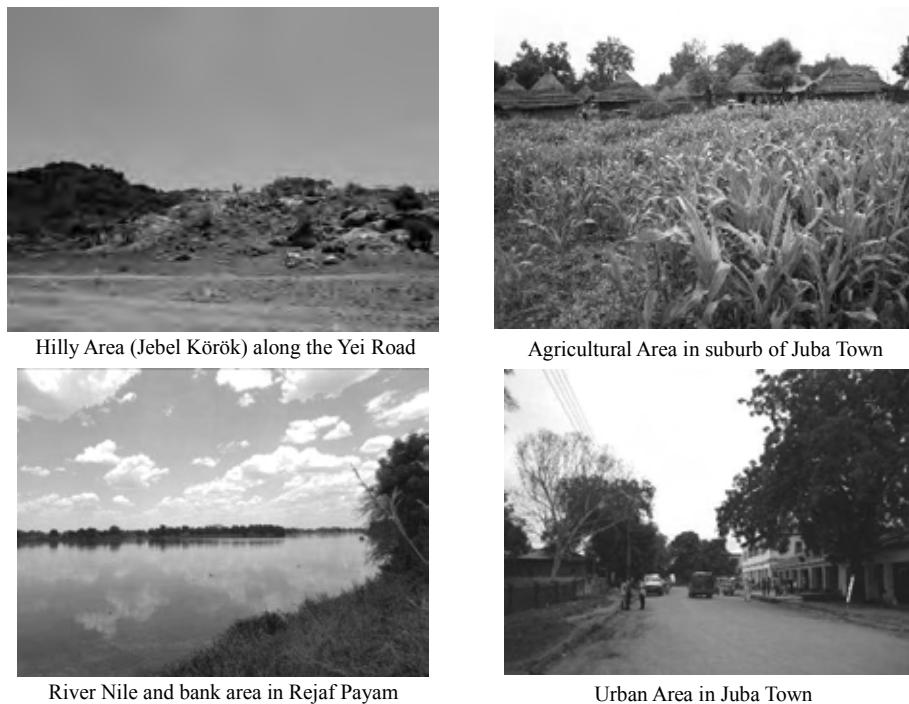 Hilly Area (Jebel Körök) along the Yei Road
Agricultural Area in suburb of Juba Town
River Nile and bank area in Rejaf Payam
Urban Area in Juba Town